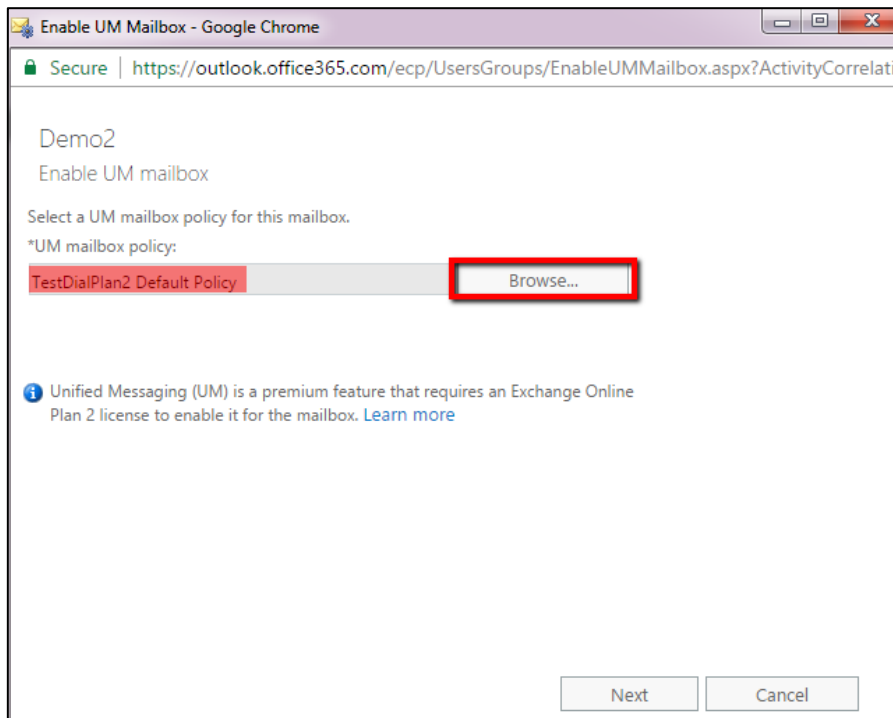 Enable UM Mailbox - Google Chrome
Secure | https://outlook.office365.com/ecp/UsersGroups/EnableUMMailbox.aspx?ActivityCorrelati
Demo2
Enable UM mailbox
Select a UM mailbox policy for this mailbox.
*UM mailbox policy:
TestDialPlan2 Default Policy
Browse...
Unified Messaging (UM) is a premium feature that requires an Exchange Online
Plan 2 license to enable it for the mailbox. Learn more
Next
Cancel